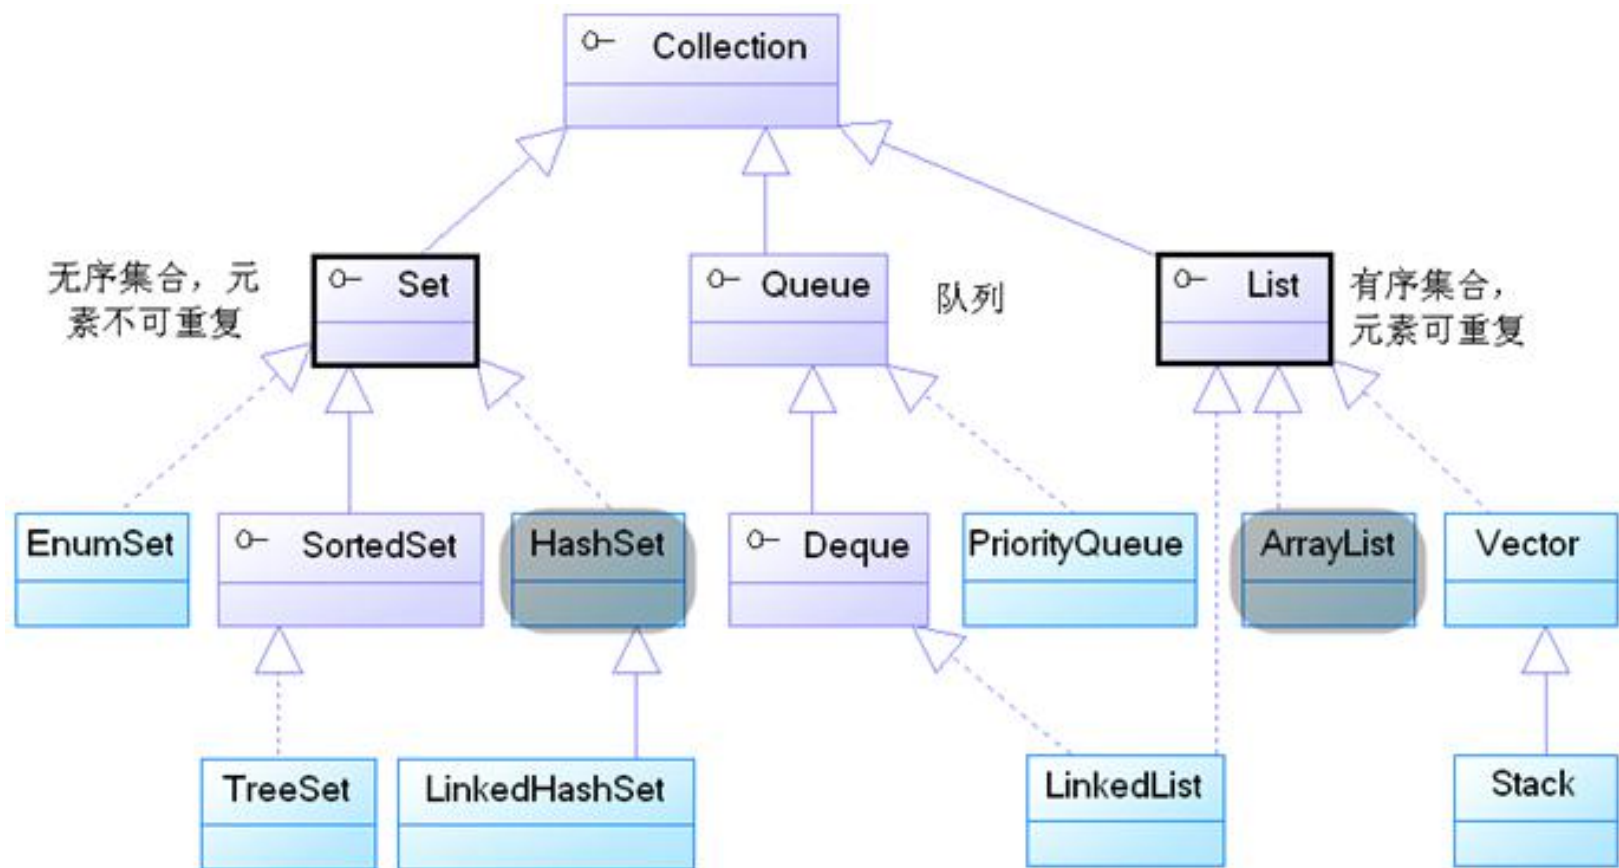 Collection
无序集合，元
素不可重复
Set
Queue
队列
List
有序集合，
元素可重复
EnumSet
SortedSet
HashSet
Deque
PriorityQueue
ArrayList
Vector
TreeSet
LinkedHashSet
LinkedList
Stack